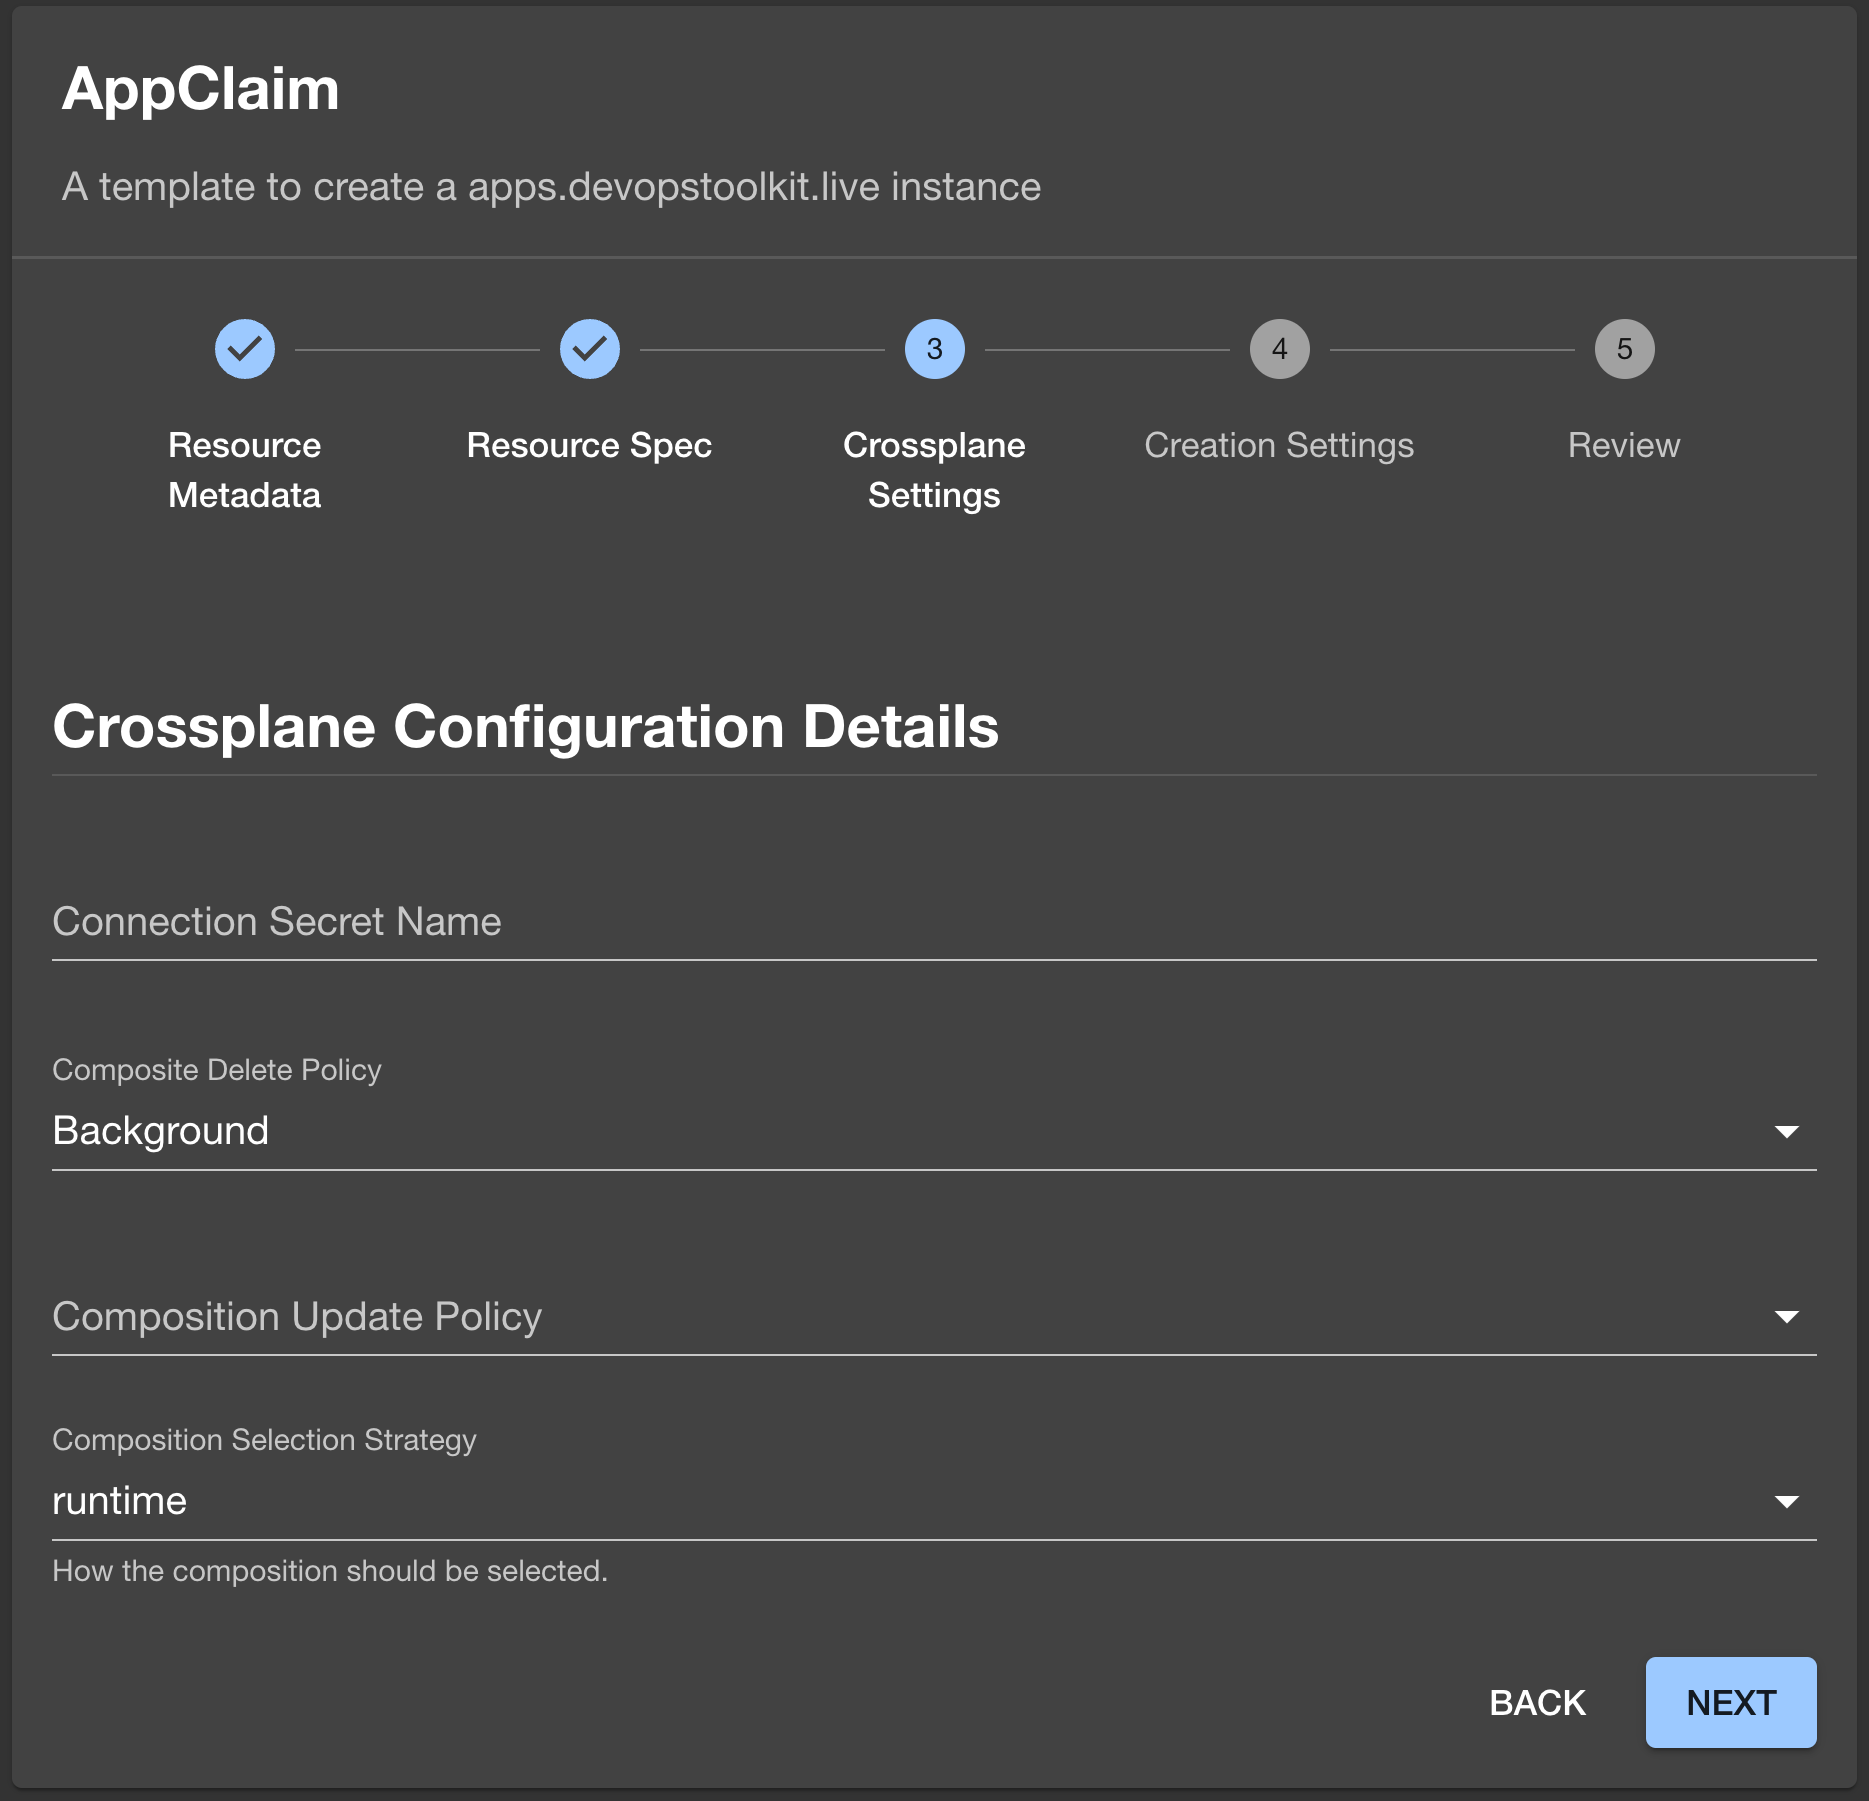 AppClaim
A template to create a apps.devopstoolkit.live instance
3
4
5
Resource
Metadata
Resource Spec
Crossplane
Settings
Creation Settings
Review
Crossplane Configuration Details
Connection Secret Name
Composite Delete Policy
Background
Composition Update Policy
Composition Selection Strategy
runtime
How the composition should be selected.
BACK
NEXT